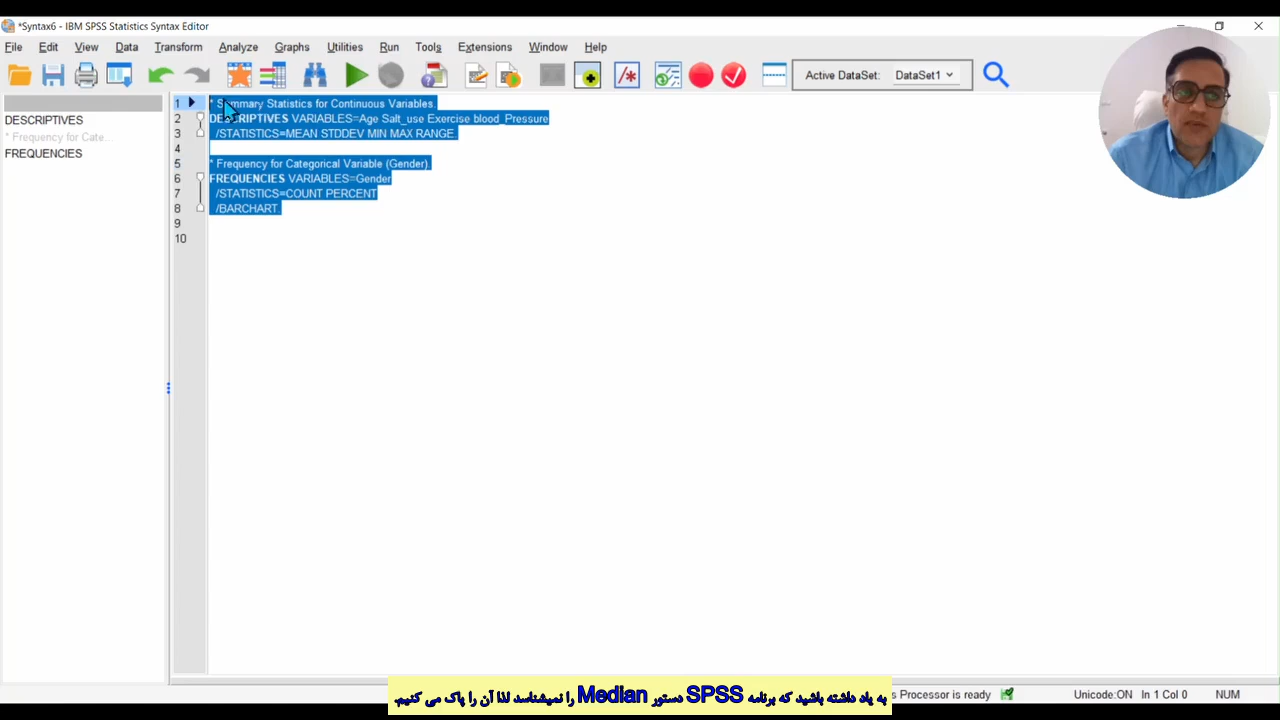 *Syntax6 - IBM SPSS Statistics Syntax Editor
File Edit View Data Transform Analyze Graphs Utilities Run Tools Extensions Window Help
Active DataSet: DataSet1
DESCRIPTIVES
* Frequency for Cate...
FREQUENCIES
1 * Summary Statistics for Continuous Variables.
2 DESCRIPTIVES VARIABLES=Age Salt_use Exercise blood_Pressure
3 /STATISTICS=MEAN STDDEV MIN MAX RANGE.
4
5 * Frequency for Categorical Variable (Gender).
6 FREQUENCIES VARIABLES=Gender
7 /STATISTICS=COUNT PERCENT
8 /BARCHART.
9
10
s Processor is ready Unicode:ON In 1 Col 0 NUM
به یاد داشته باشید که برنامه SPSS دستور Median را نمیشناسد لذا آن را پاک می کنیم.